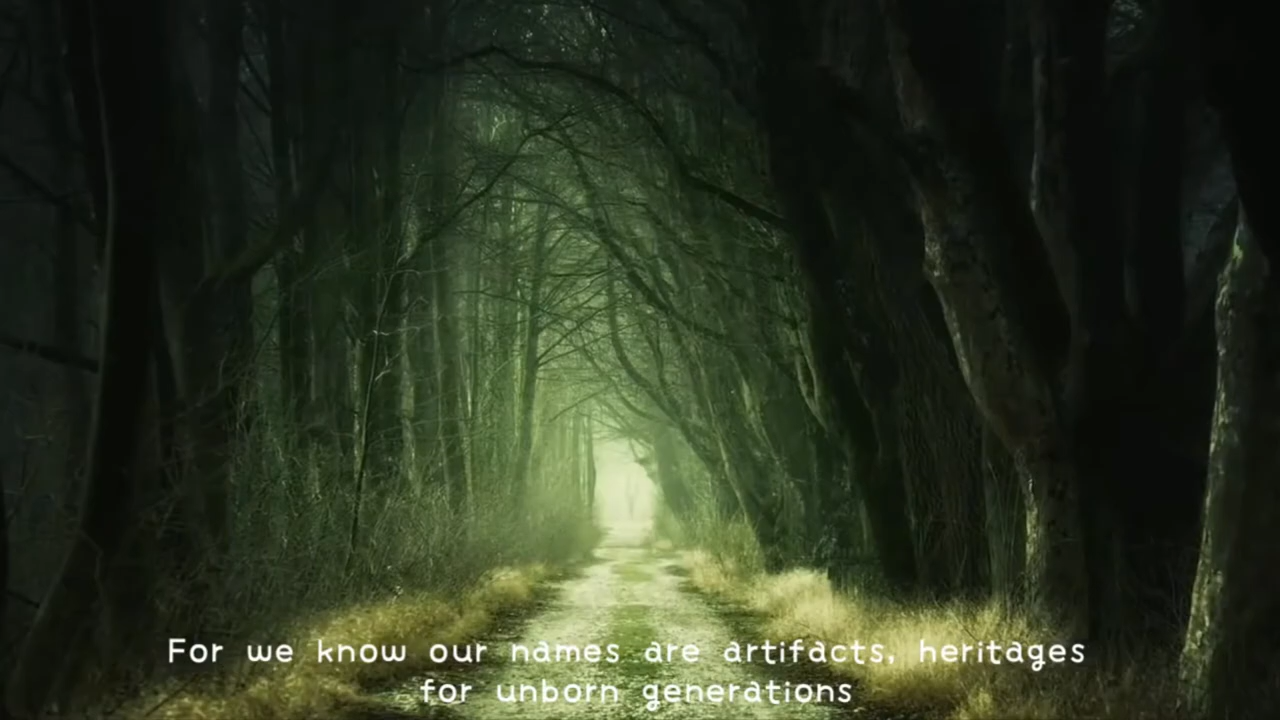 For we know our names are artifacts, heritages
for unborn generations